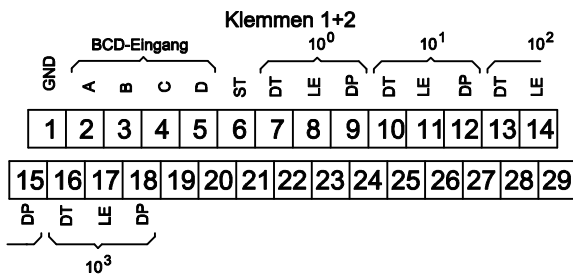 Klemmen 1+2
BCD-Eingang 10⁰ 10¹ 10²
GND A B C D ST DT LE DP DT LE DP DT LE
1 2 3 4 5 6 7 8 9 10 11 12 13 14
15 16 17 18 19 20 21 22 23 24 25 26 27 28 29
DP DT LE DP
10³